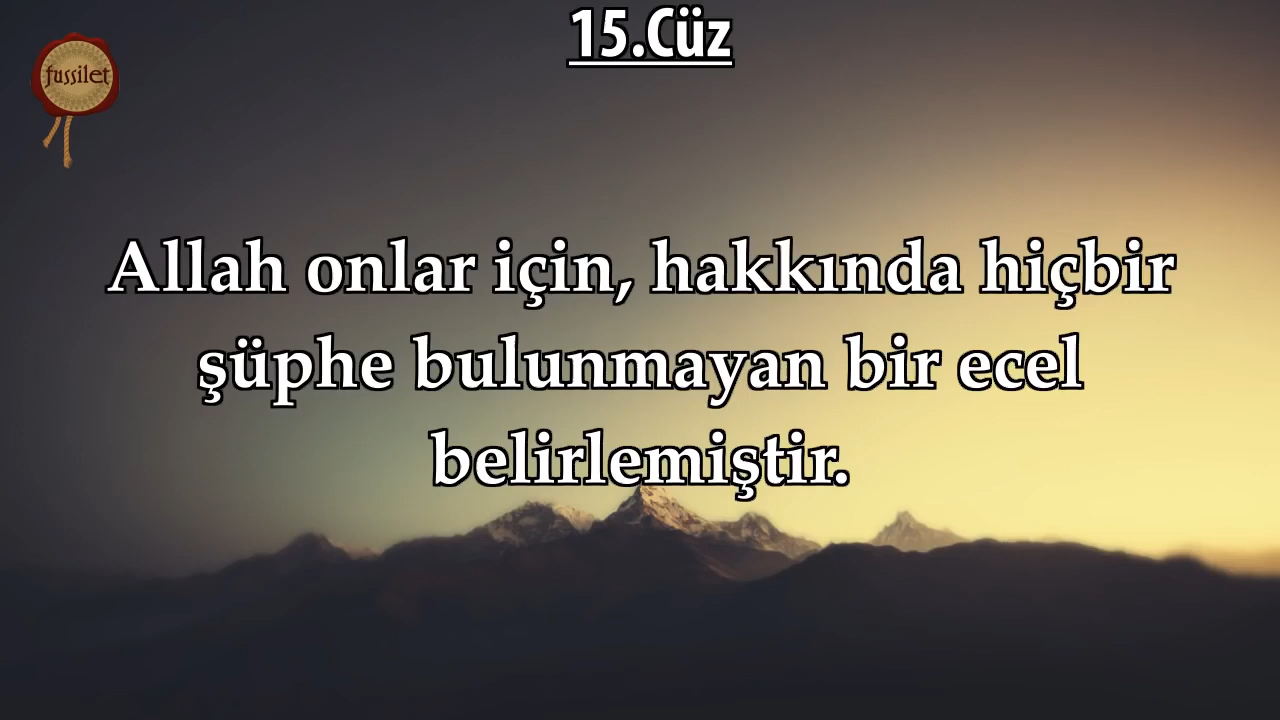 15.Cüz
fussilet
Allah onlar için, hakkında hiçbir
şüphe bulunmayan bir ecel
belirlemiştir.